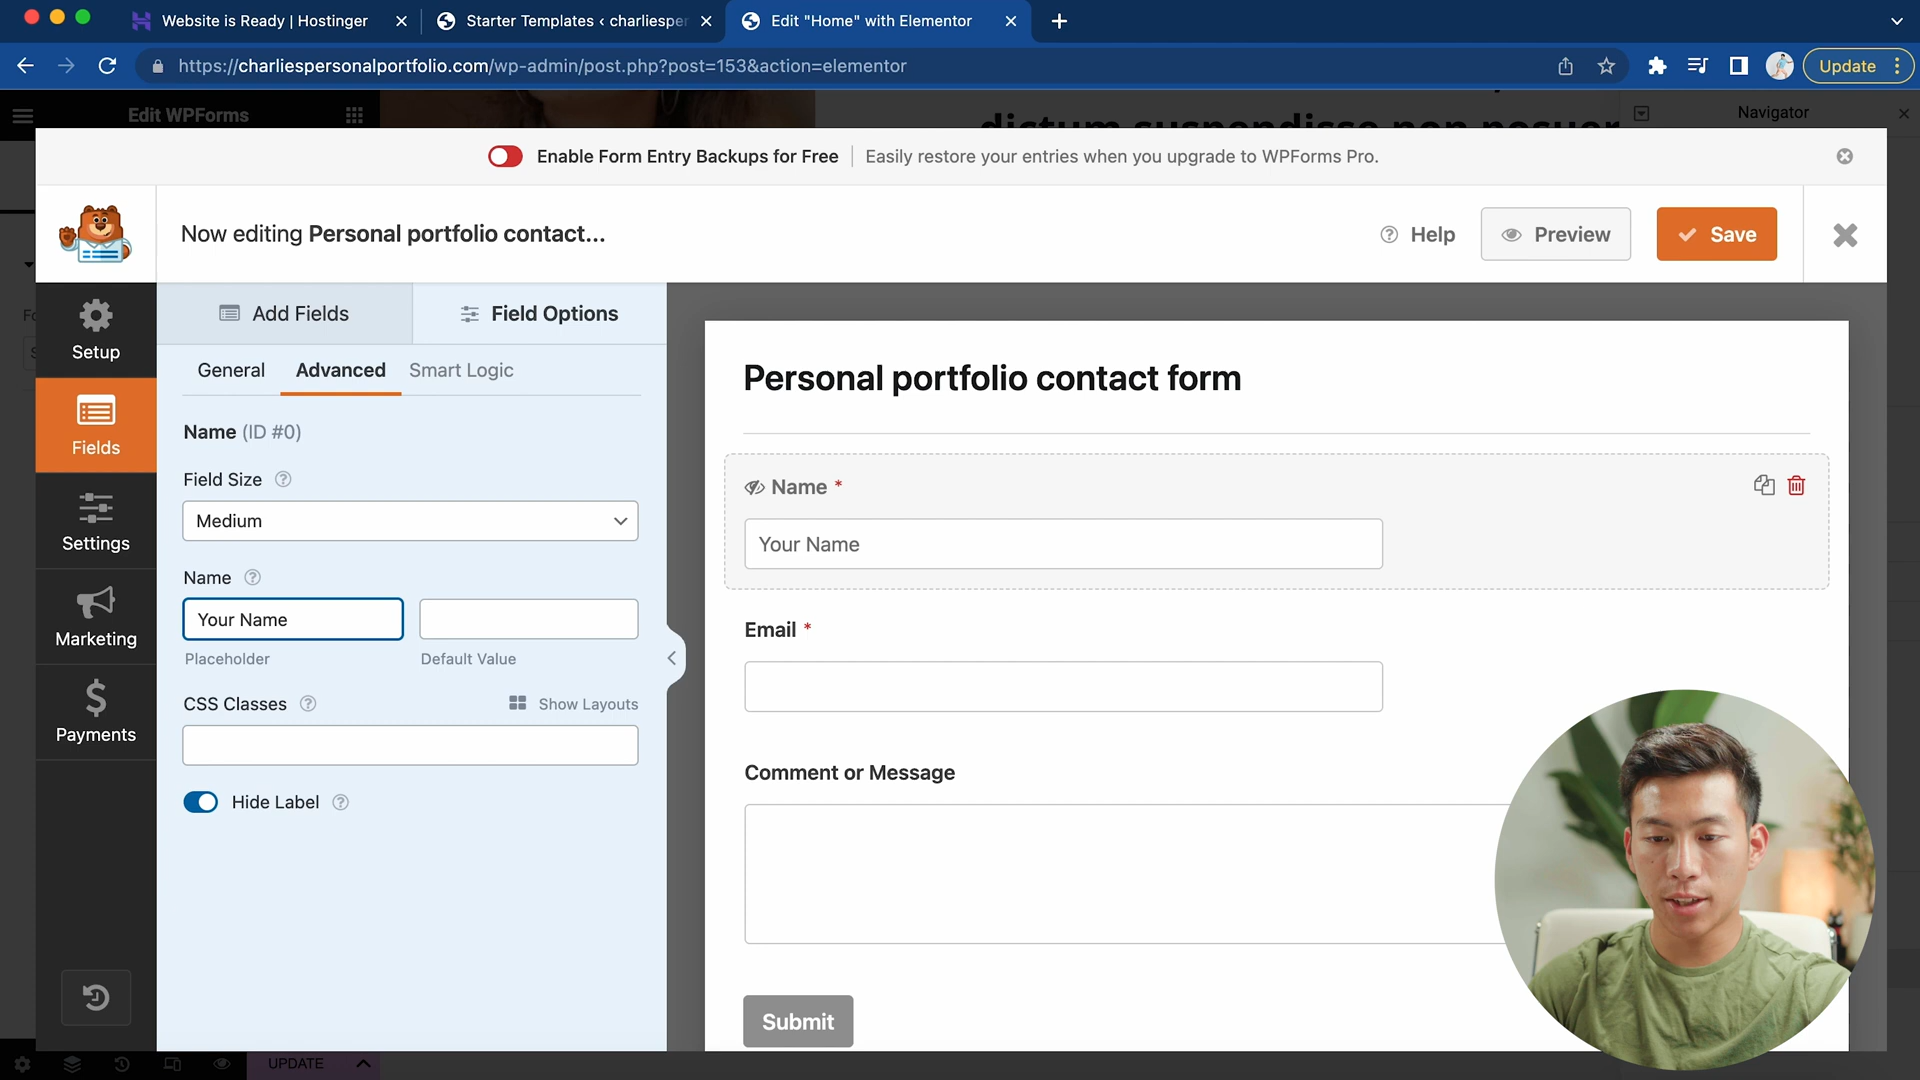 Website is Ready | Hostinger
Starter Templates ‹ charliesper
Edit "Home" with Elementor
https://charliespersonalportfolio.com/wp-admin/post.php?post=153&action=elementor
Update
Edit WPForms
Navigator
Enable Form Entry Backups for Free
Easily restore your entries when you upgrade to WPForms Pro.
Now editing Personal portfolio contact...
Help
Preview
Save
Setup
Fields
Settings
Marketing
Payments
Add Fields
Field Options
General
Advanced
Smart Logic
Name (ID #0)
Field Size
Medium
Name
Your Name
Placeholder
Default Value
CSS Classes
Show Layouts
Hide Label
Personal portfolio contact form
Name *
Your Name
Email *
Comment or Message
Submit
UPDATE